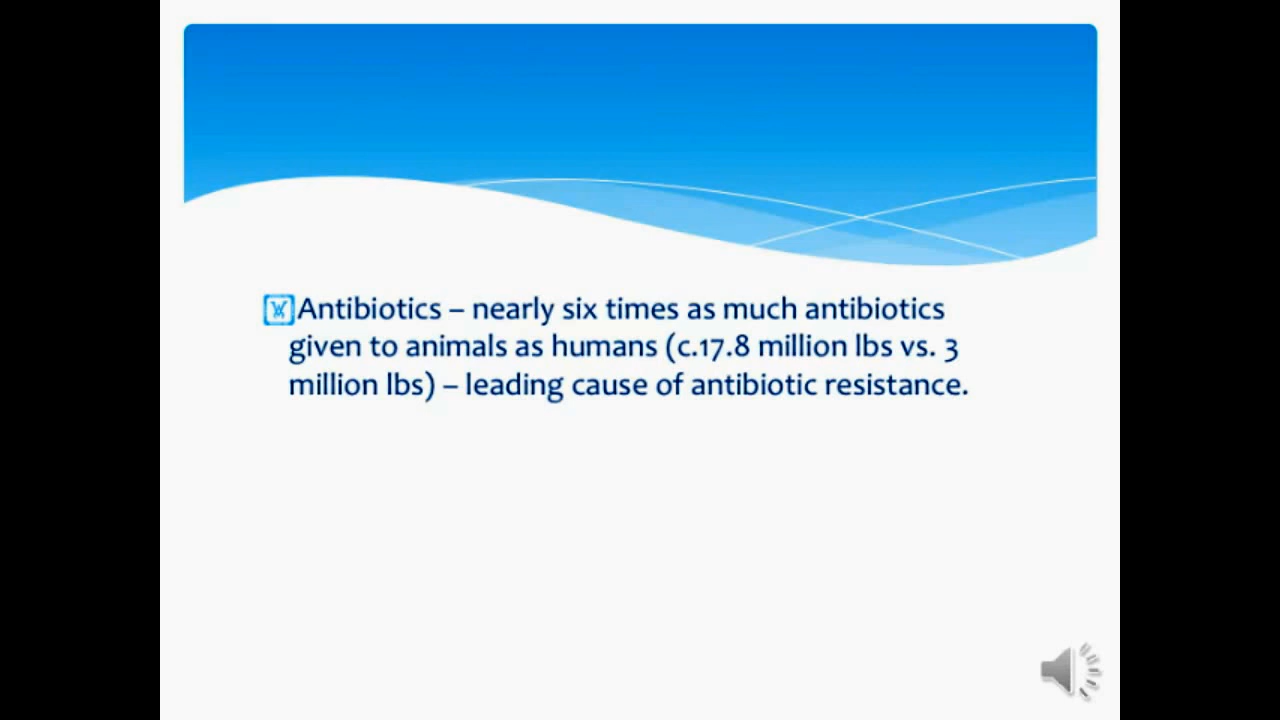 Antibiotics – nearly six times as much antibiotics
given to animals as humans (c.17.8 million lbs vs. 3
million lbs) – leading cause of antibiotic resistance.